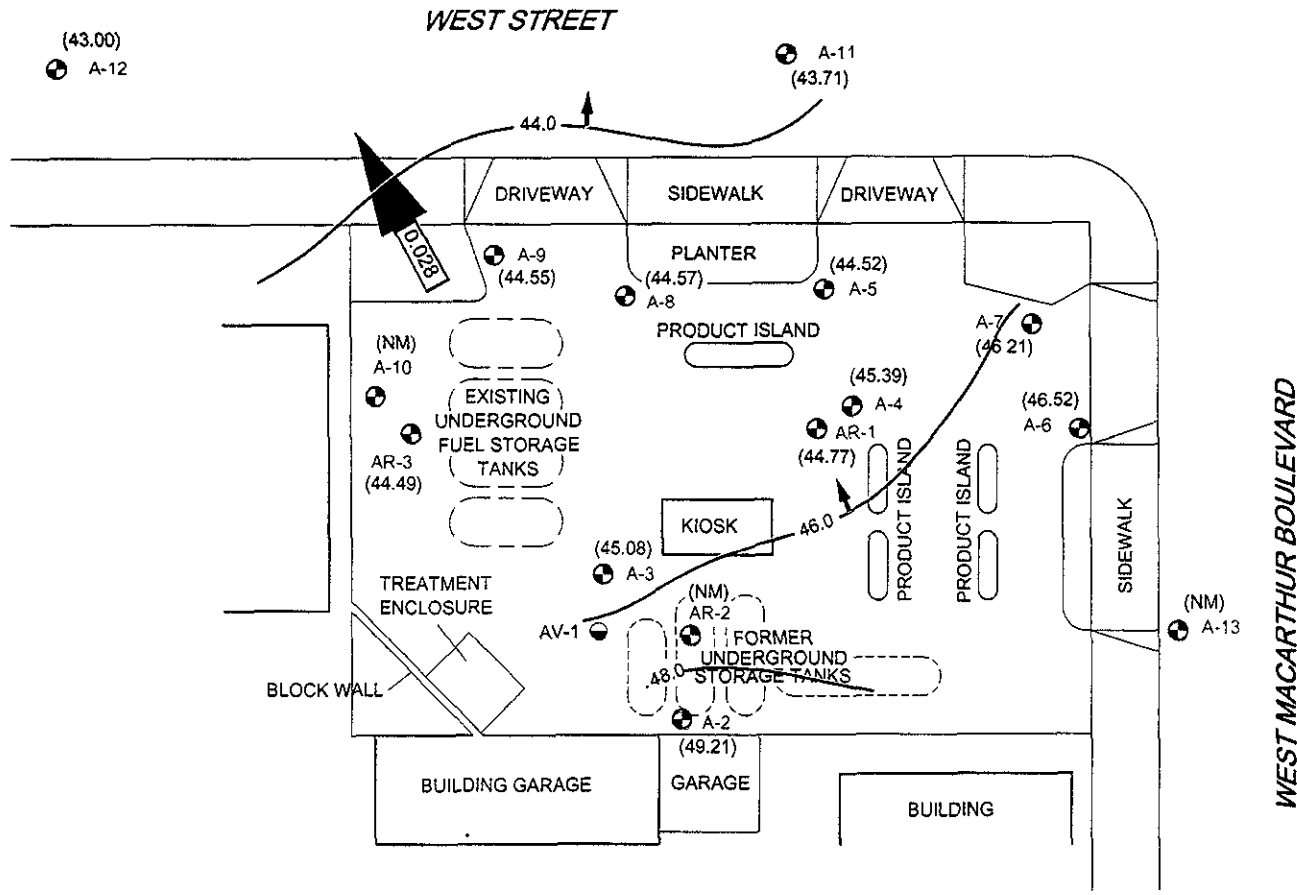 WEST STREET
(43.00)
A-12
A-11
(43.71)
44.0
DRIVEWAY
SIDEWALK
DRIVEWAY
0.028
A-9
(44.55)
PLANTER
(44.57)
A-8
(44.52)
A-5
PRODUCT ISLAND
A-7
(46 21)
(NM)
A-10
EXISTING
UNDERGROUND
FUEL STORAGE
TANKS
AR-3
(44.49)
(45.39)
A-4
AR-1
(44.77)
(46.52)
A-6
PRODUCT ISLAND
PRODUCT ISLAND
PRODUCT ISLAND
PRODUCT ISLAND
SIDEWALK
WEST MACARTHUR BOULEVARD
KIOSK
46.0
(45.08)
A-3
TREATMENT
ENCLOSURE
AV-1
(NM)
AR-2
FORMER
UNDERGROUND
STORAGE TANKS
48.0
(NM)
A-13
BLOCK WALL
A-2
(49.21)
BUILDING GARAGE
GARAGE
BUILDING